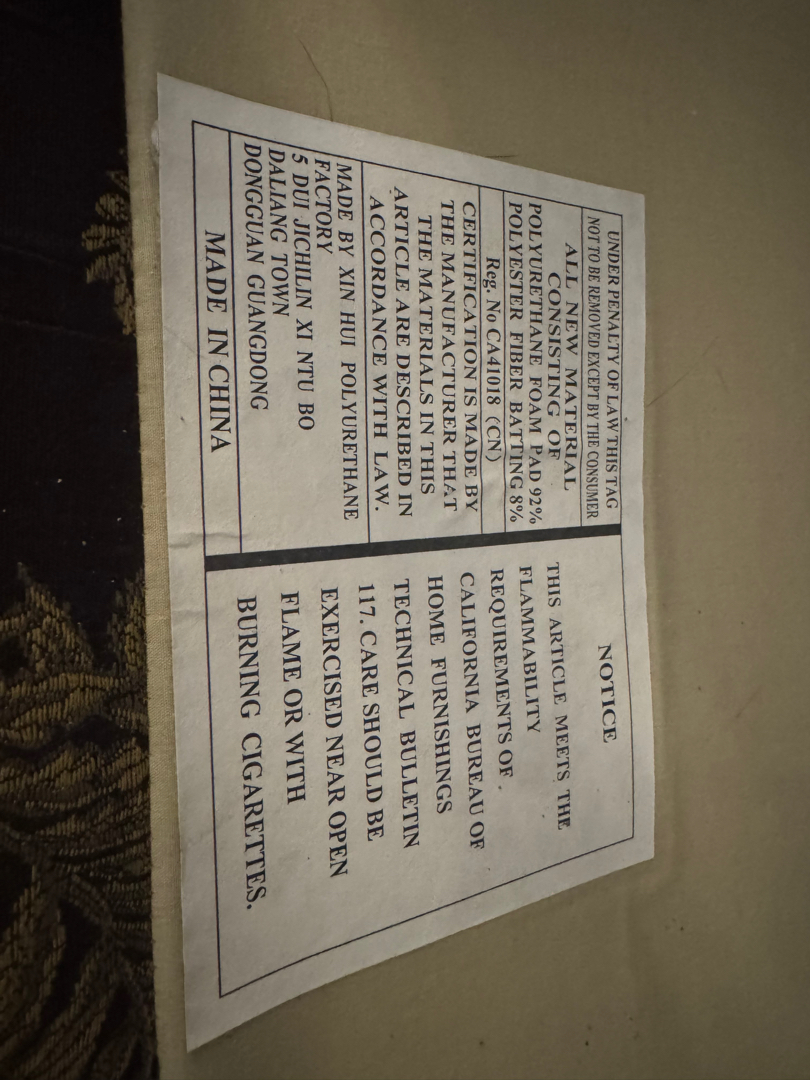 UNDER PENALTY OF LAW THIS TAG
NOT TO BE REMOVED EXCEPT BY THE CONSUMER
ALL NEW MATERIAL
CONSISTING OF
POLYURETHANE FOAM PAD 92%
POLYESTER FIBER BATTING 8%
Reg. No CA41018 (CN)
CERTIFICATION IS MADE BY
THE MANUFACTURER THAT
THE MATERIALS IN THIS
ARTICLE ARE DESCRIBED IN
ACCORDANCE WITH LAW.
MADE BY XIN HUI POLYURETHANE
FACTORY
5 DUI JICHILIN XI NTU BO
DALIANG TOWN
DONGGUAN GUANGDONG
MADE IN CHINA
NOTICE
THIS ARTICLE MEETS THE
FLAMMABILITY
REQUIREMENTS OF
CALIFORNIA BUREAU OF
HOME FURNISHINGS
TECHNICAL BULLETIN
117. CARE SHOULD BE
EXERCISED NEAR OPEN
FLAME OR WITH
BURNING CIGARETTES.